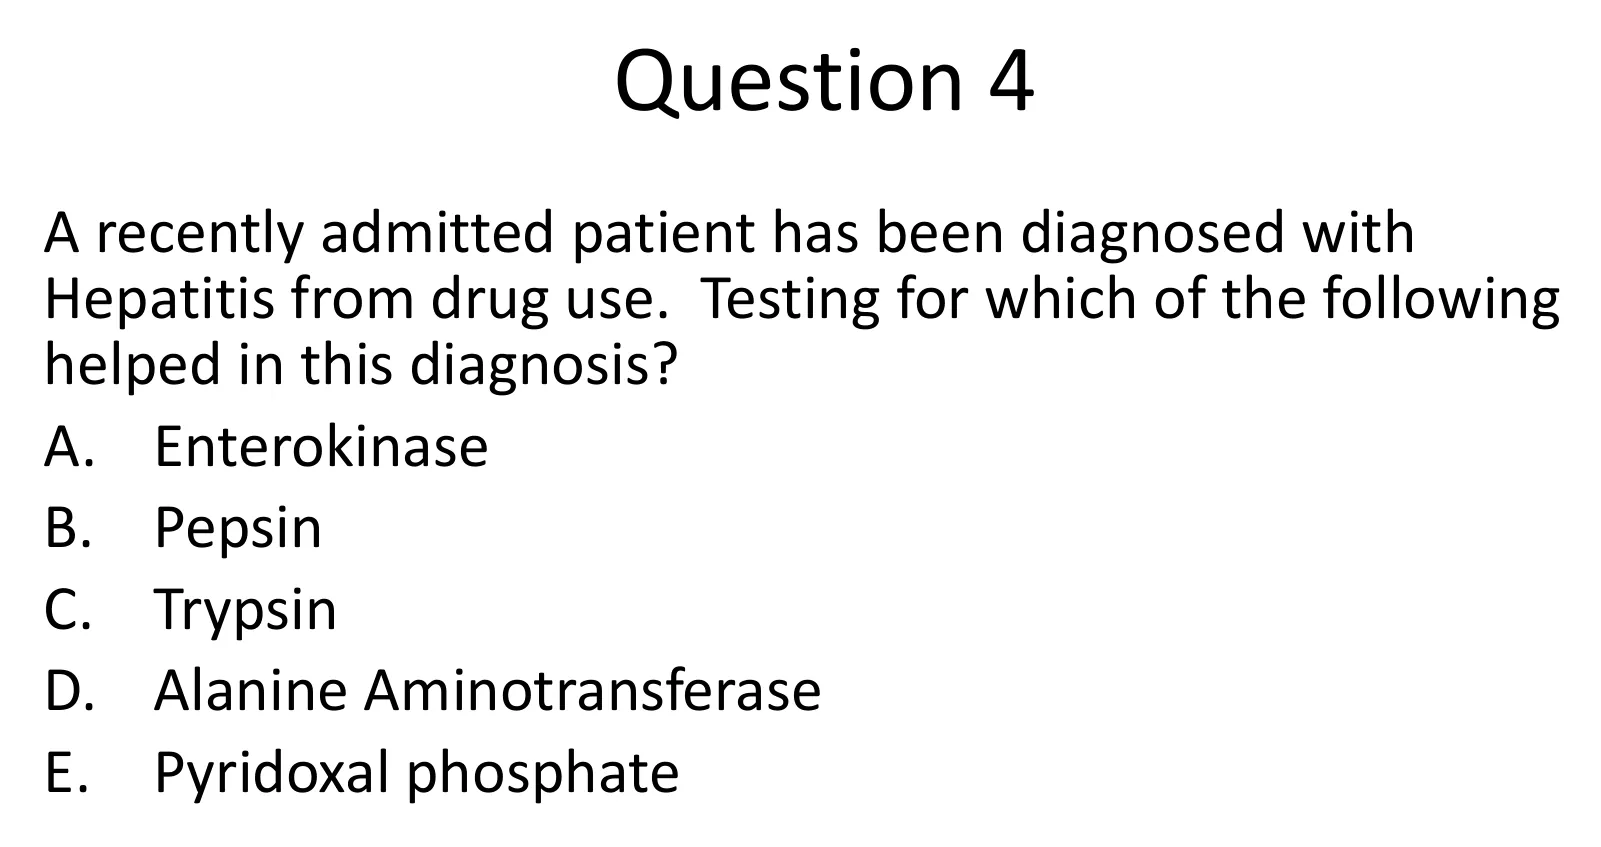 Question 4
A recently admitted patient has been diagnosed with
Hepatitis from drug use.  Testing for which of the following
helped in this diagnosis?
A. Enterokinase
B. Pepsin
C. Trypsin
D. Alanine Aminotransferase
E. Pyridoxal phosphate